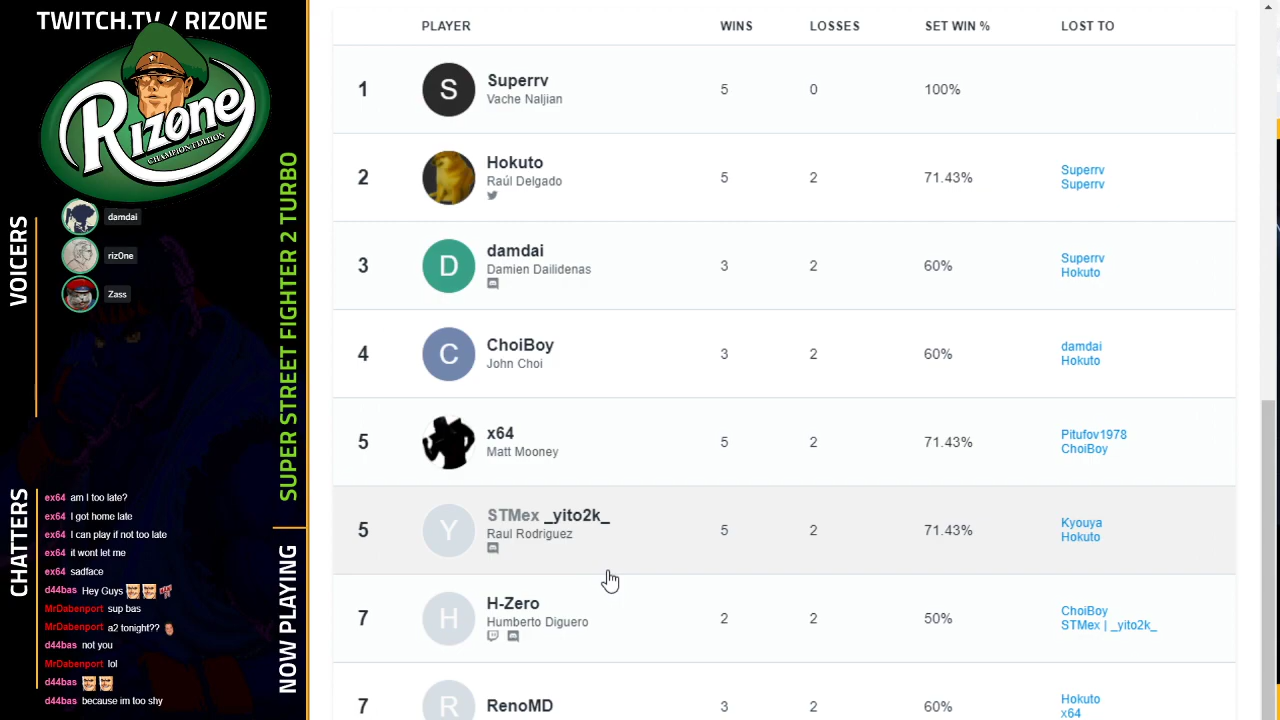 TWITCH.TV / RIZONE
Rizone
CHAMPION EDITION
VOICERS
damdai
rizOne
Zass
SUPER STREET FIGHTER 2 TURBO
CHATTERS
ex64 am I too late?
ex64 I got home late
ex64 I can play if not too late
ex64 it wont let me
ex64 sadface
d44bas Hey Guys
MrDabenport sup bas
MrDabenport a2 tonight??
d44bas not you
MrDabenport lol
d44bas
d44bas because im too shy
NOW PLAYING
PLAYER WINS LOSSES SET WIN % LOST TO
1 S Superrv 5 0 100%
Vache Naljian
2 Hokuto 5 2 71.43% Superrv
Raúl Delgado Superrv
3 D damdai 3 2 60% Superrv
Damien Dailidenas Hokuto
4 C ChoiBoy 3 2 60% damdai
John Choi Hokuto
5 x64 5 2 71.43% Pitufov1978
Matt Mooney ChoiBoy
5 Y STMex _yito2k_ 5 2 71.43% Kyouya
Raul Rodriguez Hokuto
7 H H-Zero 2 2 50% ChoiBoy
Humberto Diguero STMex | _yito2k_
7 R RenoMD 3 2 60% Hokuto
x64